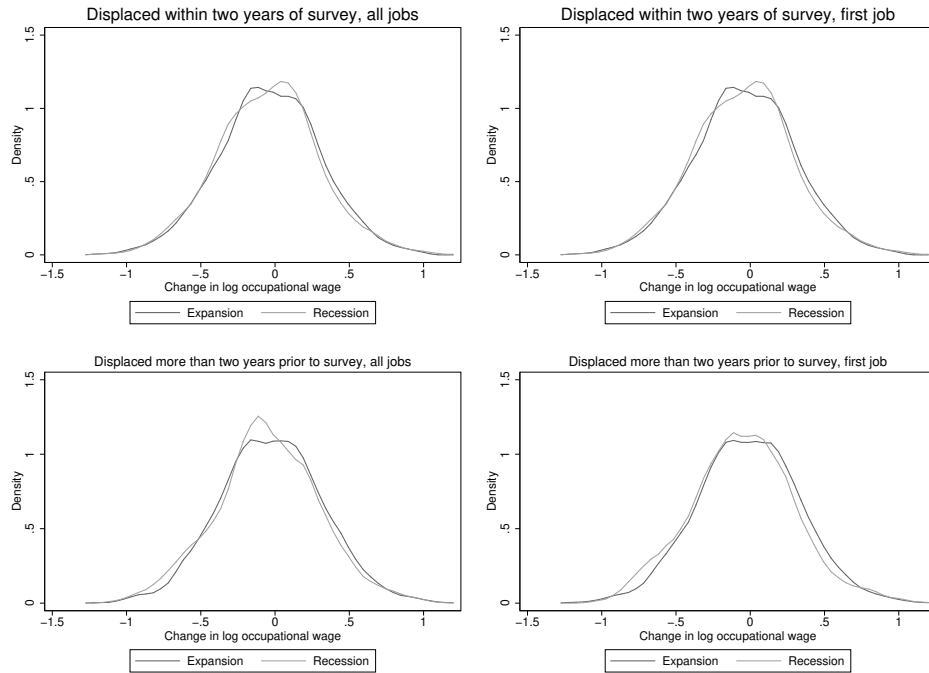 Displaced within two years of survey, all jobs
Density
0 .5 1 1.5
−1.5 −1 −.5 0 .5 1
Change in log occupational wage
Expansion Recession
Displaced within two years of survey, first job
Density
0 .5 1 1.5
−1.5 −1 −.5 0 .5 1
Change in log occupational wage
Expansion Recession
Displaced more than two years prior to survey, all jobs
Density
0 .5 1 1.5
−1.5 −1 −.5 0 .5 1
Change in log occupational wage
Expansion Recession
Displaced more than two years prior to survey, first job
Density
0 .5 1 1.5
−1.5 −1 −.5 0 .5 1
Change in log occupational wage
Expansion Recession